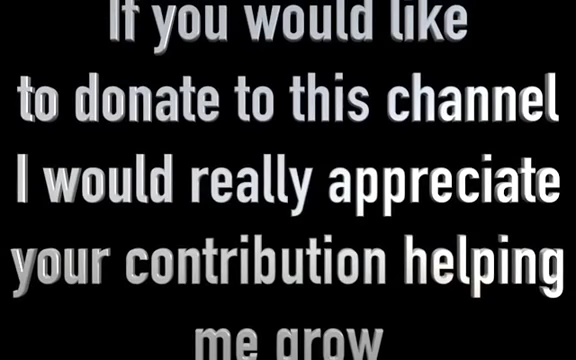 If you would like
to donate to this channel
I would really appreciate
your contribution helping
me grow